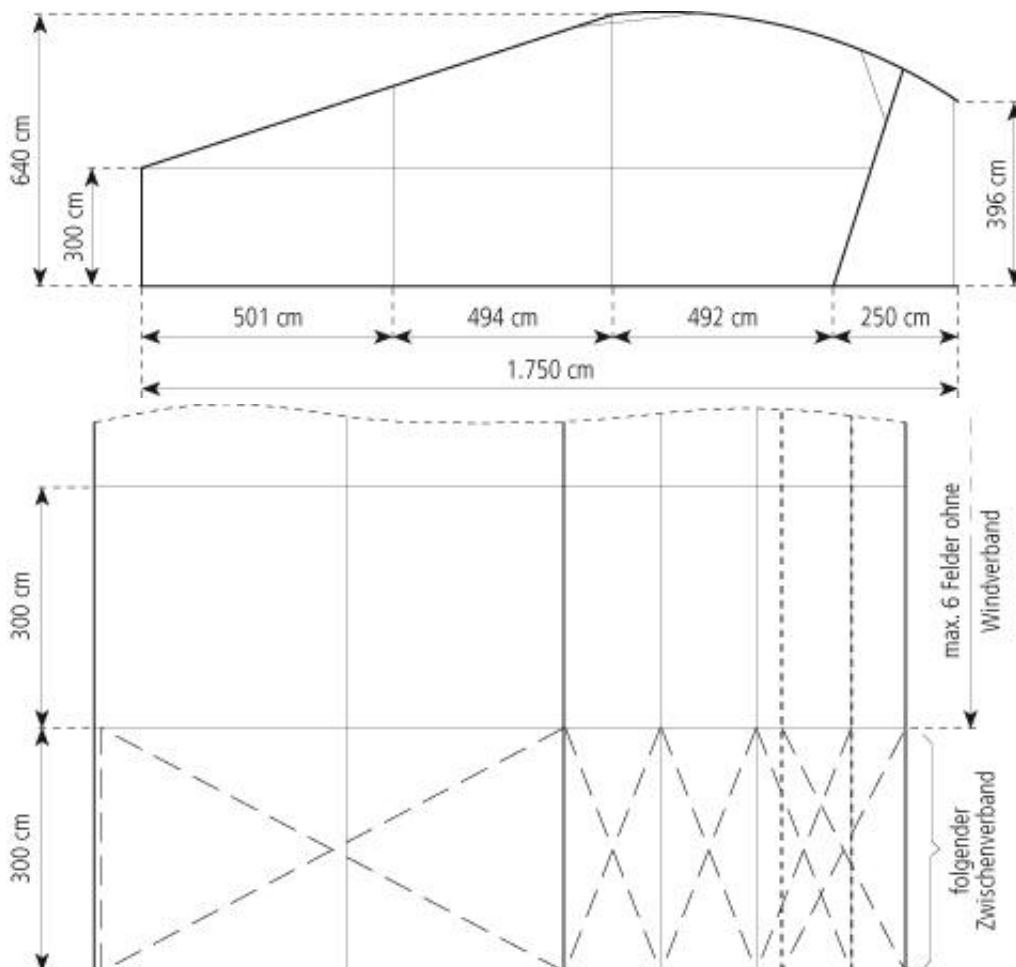 640 cm
300 cm
396 cm
501 cm
494 cm
492 cm
250 cm
1.750 cm
300 cm
max. 6 Felder ohne
Windverband
300 cm
folgender
Zwischenverband